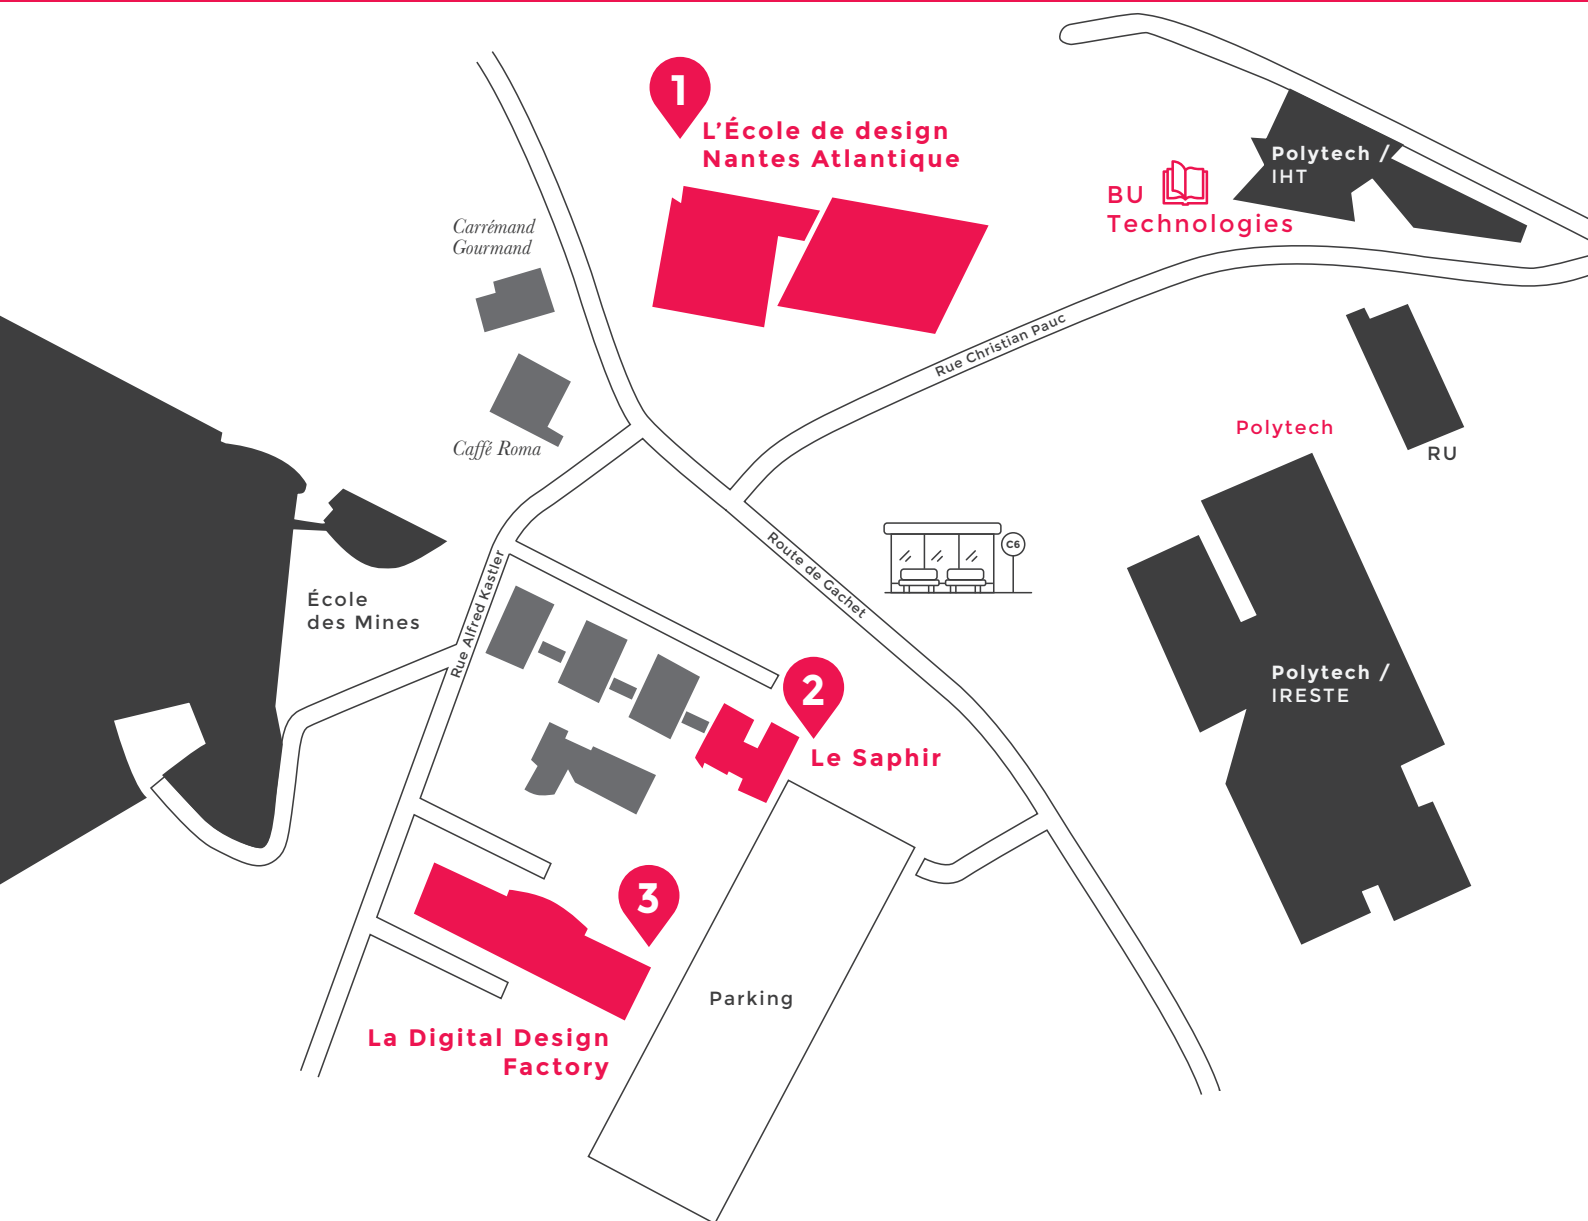 1
L’École de design
Nantes Atlantique
Polytech /
IHT
BU
Technologies
Carrémand
Gourmand
Rue Christian Pauc
Caffé Roma
Polytech
RU
Route de Gachet
C6
Rue Alfred Kastler
École
des Mines
2
Le Saphir
Polytech /
IRESTE
3
Parking
La Digital Design
Factory